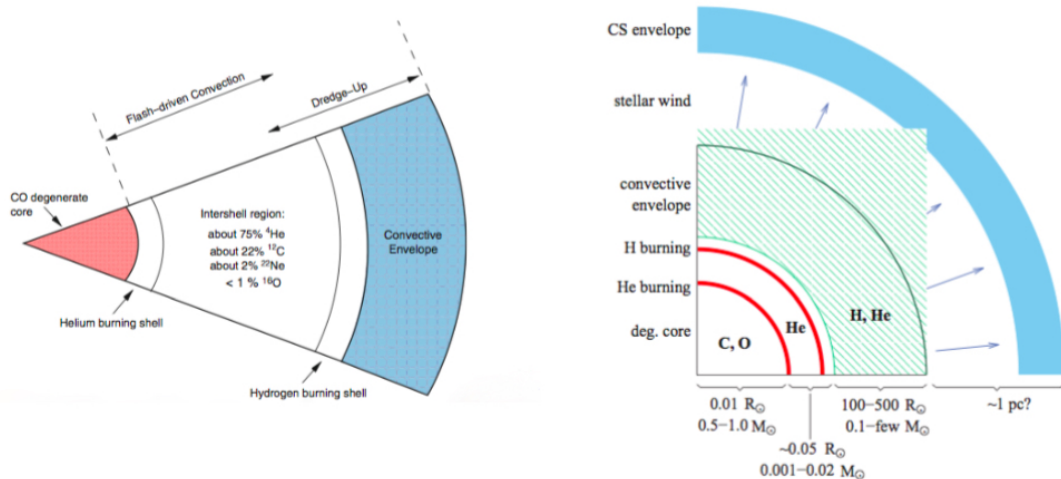 Flash–driven Convection
Dredge–Up
CO degenerate
core
Intershell region:
about 75% ⁴He
about 22% ¹²C
about 2% ²²Ne
< 1 % ¹⁶O
Convective
Envelope
Helium burning shell
Hydrogen burning shell
CS envelope
stellar wind
convective
envelope
H burning
He burning
deg. core
C, O
He
H, He
0.01 R☉
0.5–1.0 M☉
~0.05 R☉
0.001–0.02 M☉
100–500 R☉
0.1–few M☉
~1 pc?